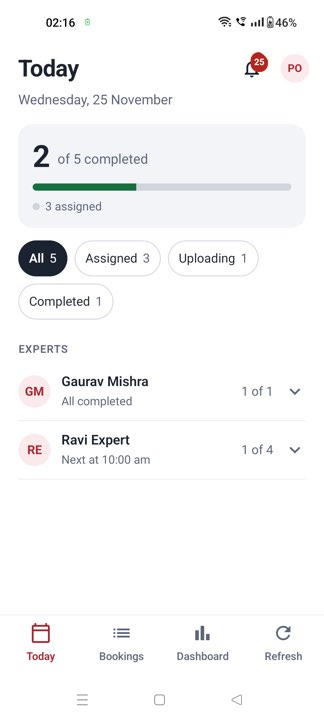 02:16 46%
Today 25 PO
Wednesday, 25 November
2 of 5 completed
3 assigned
All 5 Assigned 3 Uploading 1
Completed 1
EXPERTS
GM Gaurav Mishra 1 of 1
All completed
RE Ravi Expert 1 of 4
Next at 10:00 am
Today Bookings Dashboard Refresh